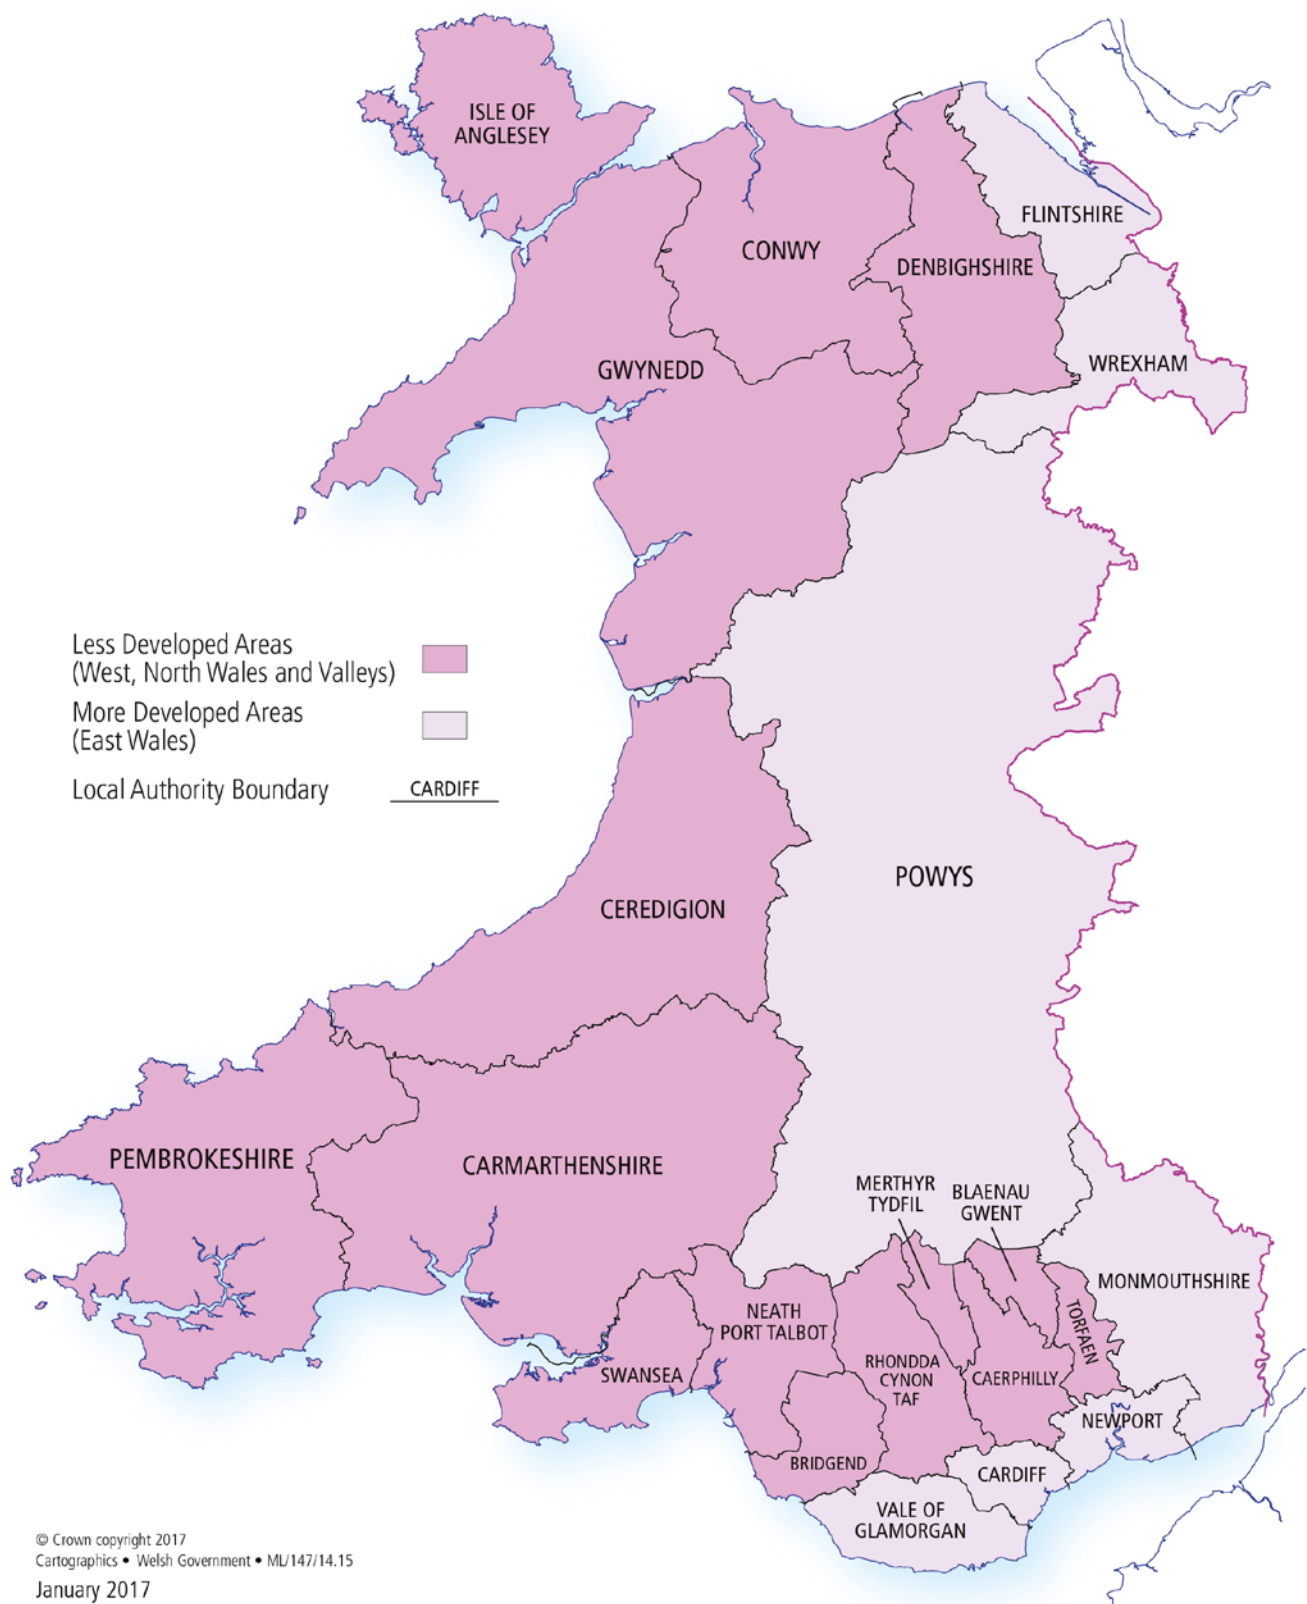 ISLE OF
ANGLESEY
FLINTSHIRE
CONWY
DENBIGHSHIRE
WREXHAM
GWYNEDD
Less Developed Areas
(West, North Wales and Valleys)
More Developed Areas
(East Wales)
Local Authority Boundary
CARDIFF
POWYS
CEREDIGION
PEMBROKESHIRE
CARMARTHENSHIRE
MERTHYR
TYDFIL
BLAENAU
GWENT
MONMOUTHSHIRE
NEATH
PORT TALBOT
TORFAEN
RHONDDA
CYNON
TAF
CAERPHILLY
SWANSEA
NEWPORT
BRIDGEND
CARDIFF
VALE OF
GLAMORGAN
© Crown copyright 2017
Cartographics • Welsh Government • ML/147/14.15
January 2017